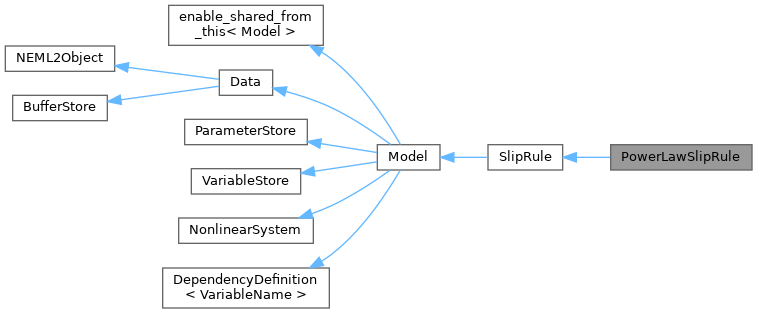 enable_shared_from
_this< Model >
NEML2Object
Data
BufferStore
ParameterStore
Model
SlipRule
PowerLawSlipRule
VariableStore
NonlinearSystem
DependencyDefinition
< VariableName >